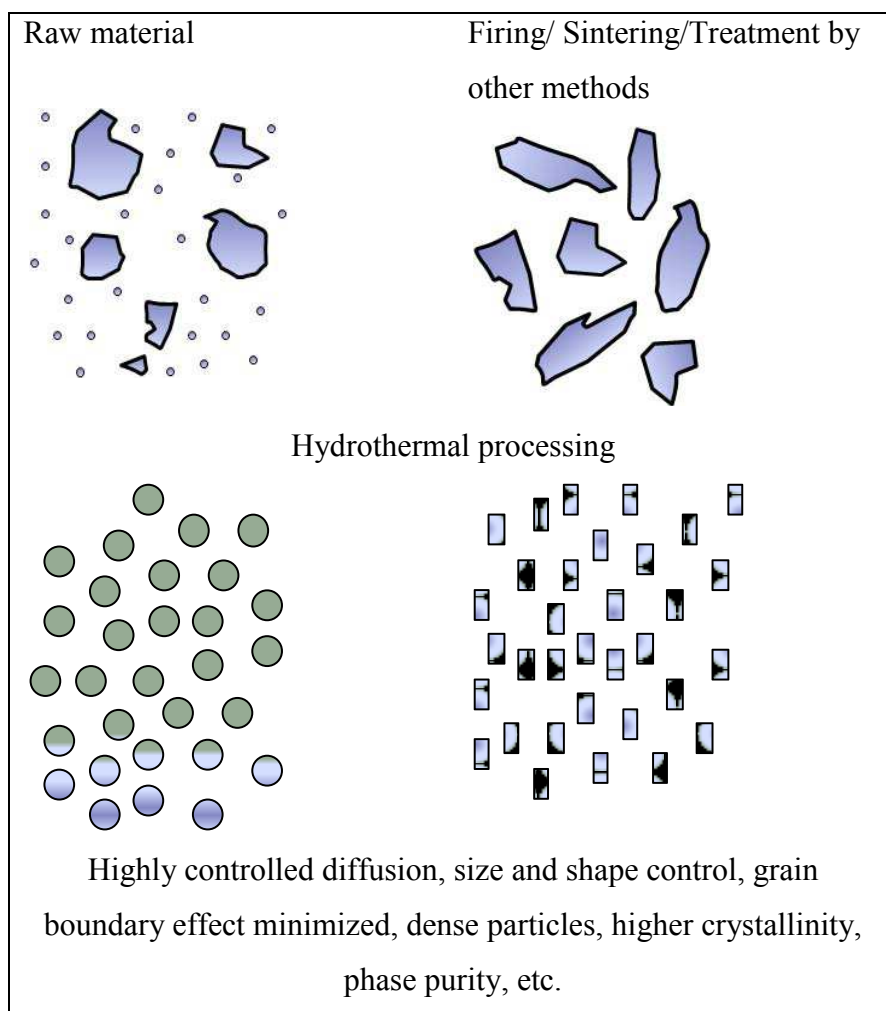 Raw material
Firing/ Sintering/Treatment by
other methods
Hydrothermal processing
Highly controlled diffusion, size and shape control, grain
boundary effect minimized, dense particles, higher crystallinity,
phase purity, etc.